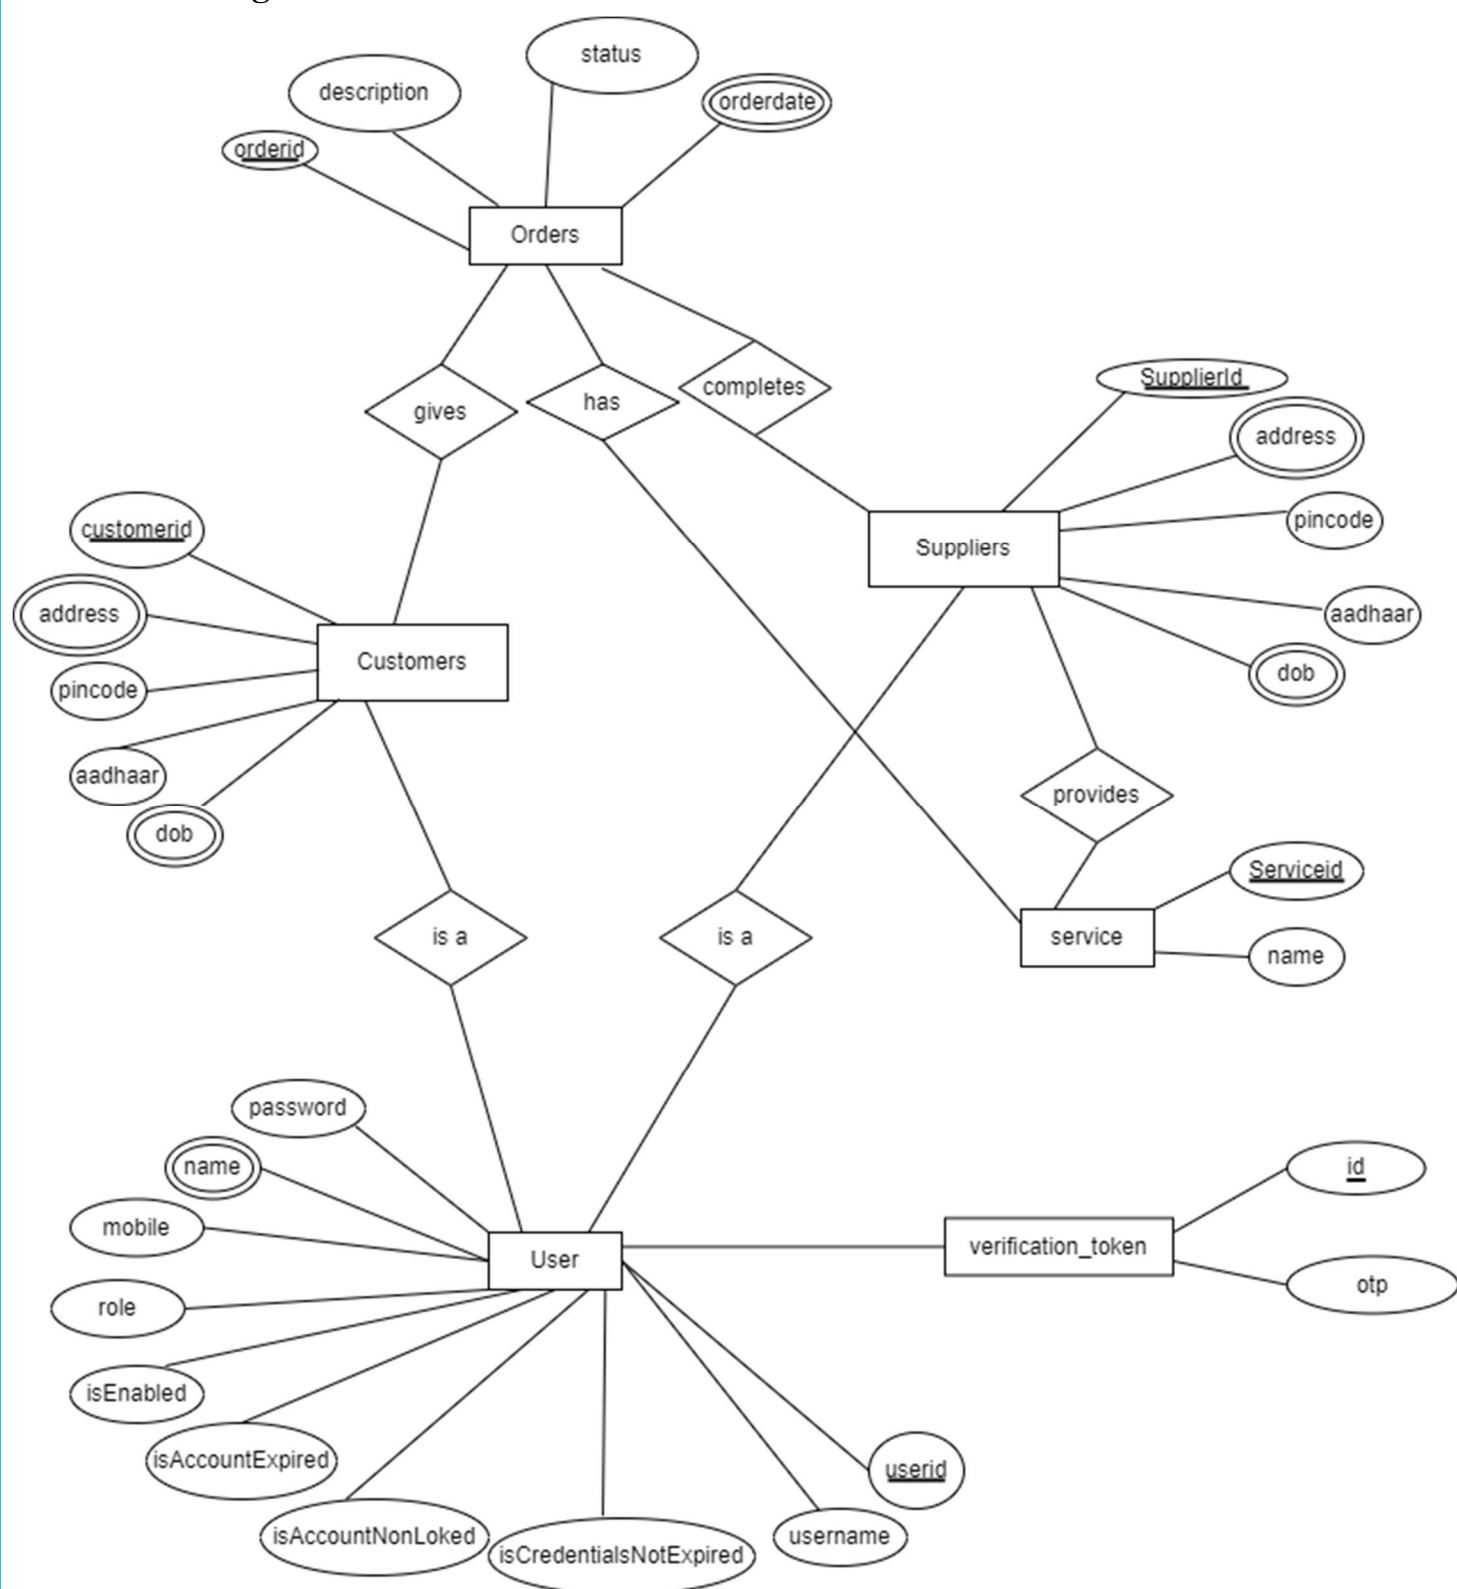 status
description
orderdate
orderid
Orders
SupplierId
completes
has
gives
address
pincode
customerid
Suppliers
address
aadhaar
Customers
dob
pincode
aadhaar
provides
dob
Serviceid
is a
is a
service
name
password
name
id
mobile
verification_token
User
otp
role
isEnabled
isAccountExpired
userid
isAccountNonLoked
username
isCredentialsNotExpired